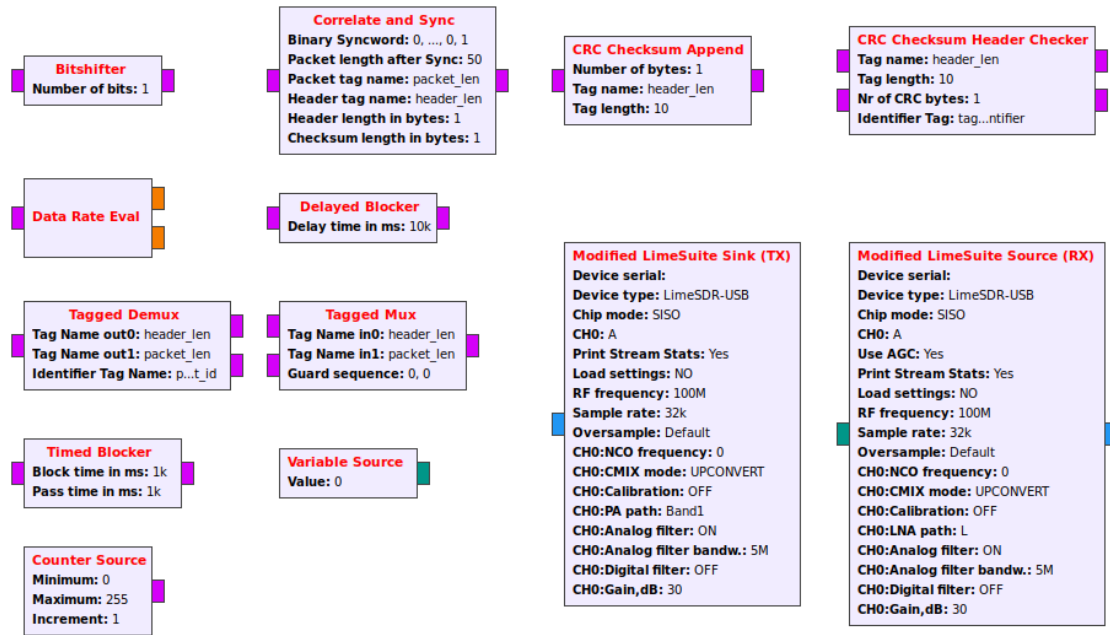 Bitshifter
Number of bits: 1
Correlate and Sync
Binary Syncword: 0, ..., 0, 1
Packet length after Sync: 50
Packet tag name: packet_len
Header tag name: header_len
Header length in bytes: 1
Checksum length in bytes: 1
CRC Checksum Append
Number of bytes: 1
Tag name: header_len
Tag length: 10
CRC Checksum Header Checker
Tag name: header_len
Tag length: 10
Nr of CRC bytes: 1
Identifier Tag: tag...ntifier
Data Rate Eval
Delayed Blocker
Delay time in ms: 10k
Tagged Demux
Tag Name out0: header_len
Tag Name out1: packet_len
Identifier Tag Name: p...t_id
Tagged Mux
Tag Name in0: header_len
Tag Name in1: packet_len
Guard sequence: 0, 0
Modified LimeSuite Sink (TX)
Device serial:
Device type: LimeSDR-USB
Chip mode: SISO
CH0: A
Print Stream Stats: Yes
Load settings: NO
RF frequency: 100M
Sample rate: 32k
Oversample: Default
CH0:NCO frequency: 0
CH0:CMIX mode: UPCONVERT
CH0:Calibration: OFF
CH0:PA path: Band1
CH0:Analog filter: ON
CH0:Analog filter bandw.: 5M
CH0:Digital filter: OFF
CH0:Gain,dB: 30
Modified LimeSuite Source (RX)
Device serial:
Device type: LimeSDR-USB
Chip mode: SISO
CH0: A
Use AGC: Yes
Print Stream Stats: Yes
Load settings: NO
RF frequency: 100M
Sample rate: 32k
Oversample: Default
CH0:NCO frequency: 0
CH0:CMIX mode: UPCONVERT
CH0:Calibration: OFF
CH0:LNA path: L
CH0:Analog filter: ON
CH0:Analog filter bandw.: 5M
CH0:Digital filter: OFF
CH0:Gain,dB: 30
Timed Blocker
Block time in ms: 1k
Pass time in ms: 1k
Variable Source
Value: 0
Counter Source
Minimum: 0
Maximum: 255
Increment: 1